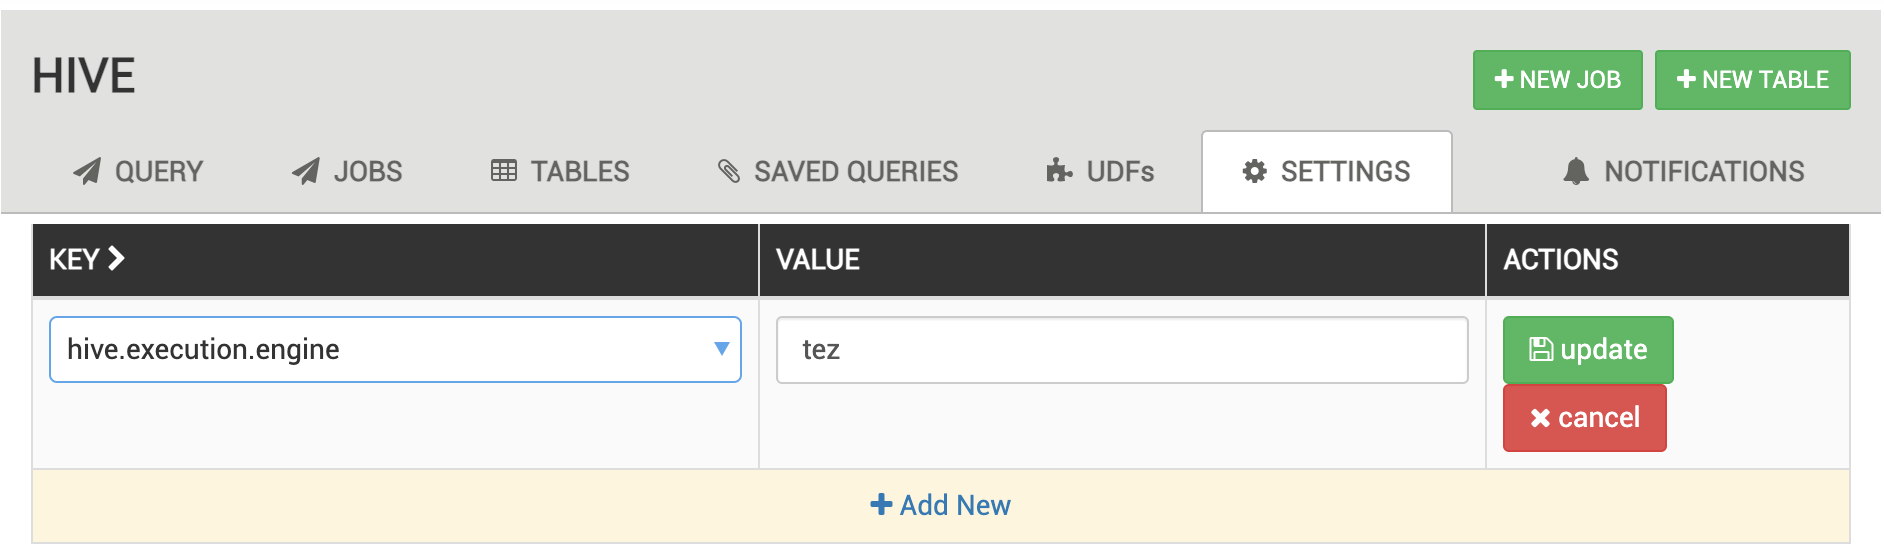 HIVE
NEW JOB
NEW TABLE
QUERY
JOBS
TABLES
SAVED QUERIES
UDFs
SETTINGS
NOTIFICATIONS
KEY
VALUE
ACTIONS
hive.execution.engine
tez
update
cancel
Add New